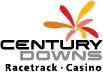 CENTURY
DOWNS
Racetrack · Casino